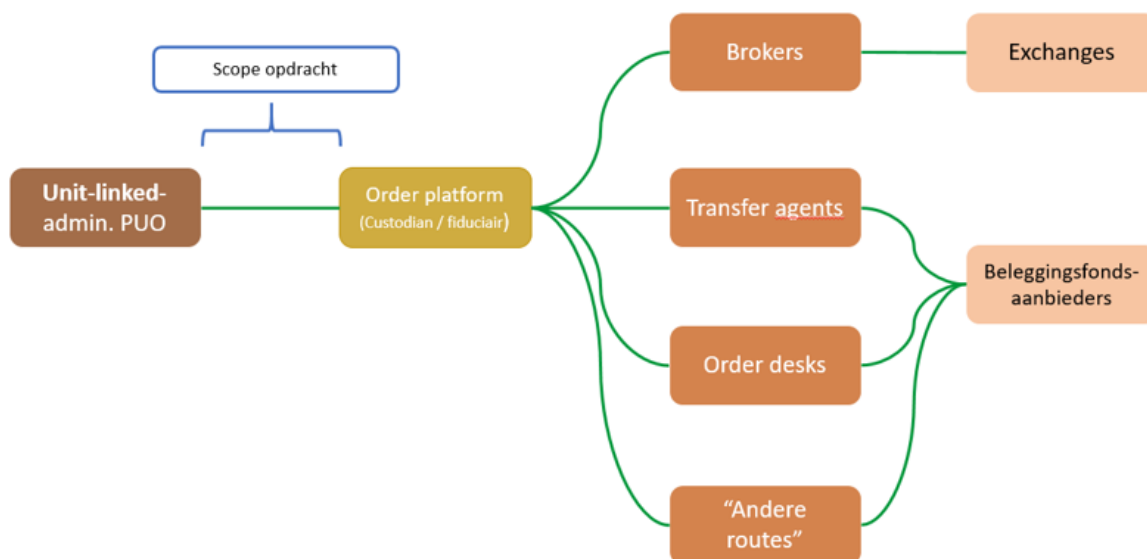 Scope opdracht
Unit-linked-
admin. PUO
Order platform
(Custodian / fiduciair)
Brokers
Exchanges
Transfer agents
Beleggingsfonds-
aanbieders
Order desks
“Andere
routes”